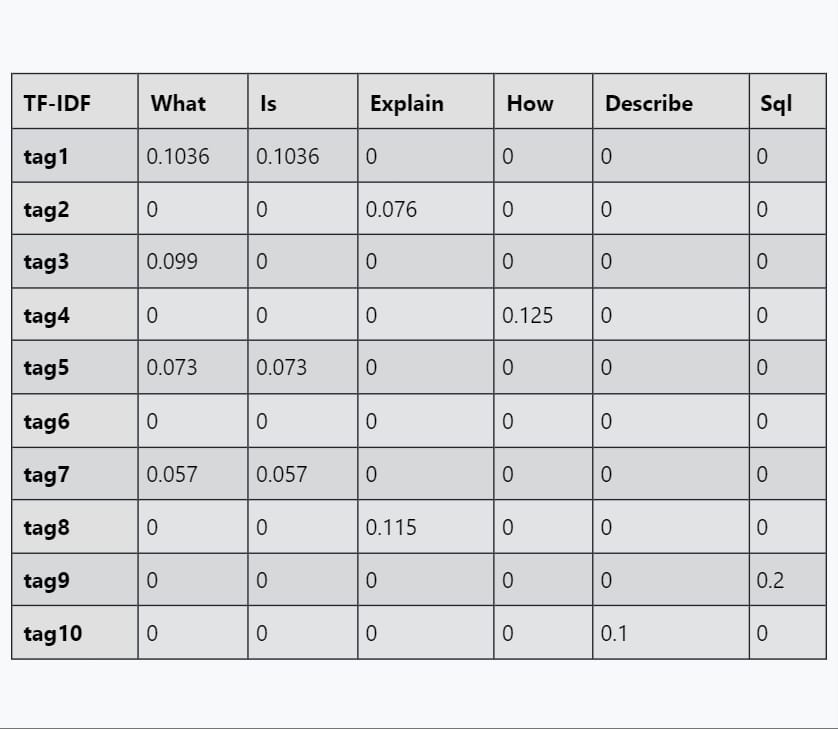 TF-IDF What Is Explain How Describe Sql
tag1 0.1036 0.1036 0 0 0 0
tag2 0 0 0.076 0 0 0
tag3 0.099 0 0 0 0 0
tag4 0 0 0 0.125 0 0
tag5 0.073 0.073 0 0 0 0
tag6 0 0 0 0 0 0
tag7 0.057 0.057 0 0 0 0
tag8 0 0 0.115 0 0 0
tag9 0 0 0 0 0 0.2
tag10 0 0 0 0 0.1 0